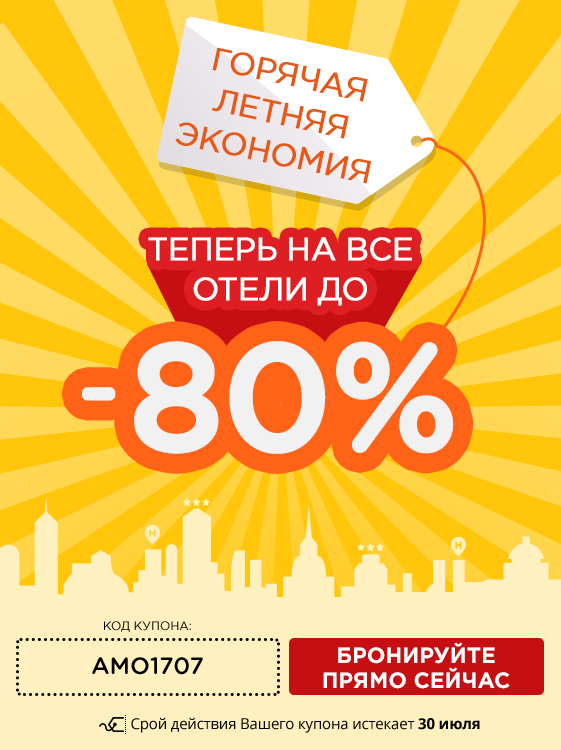 ГОРЯЧАЯ
ЛЕТНЯЯ
ЭКОНОМИЯ
ТЕПЕРЬ НА ВСЕ
ОТЕЛИ ДО
-80%
H
H
КОД КУПОНА:
AMO1707
БРОНИРУЙТЕ
ПРЯМО СЕЙЧАС
Срой действия Вашего купона истекает 30 июля